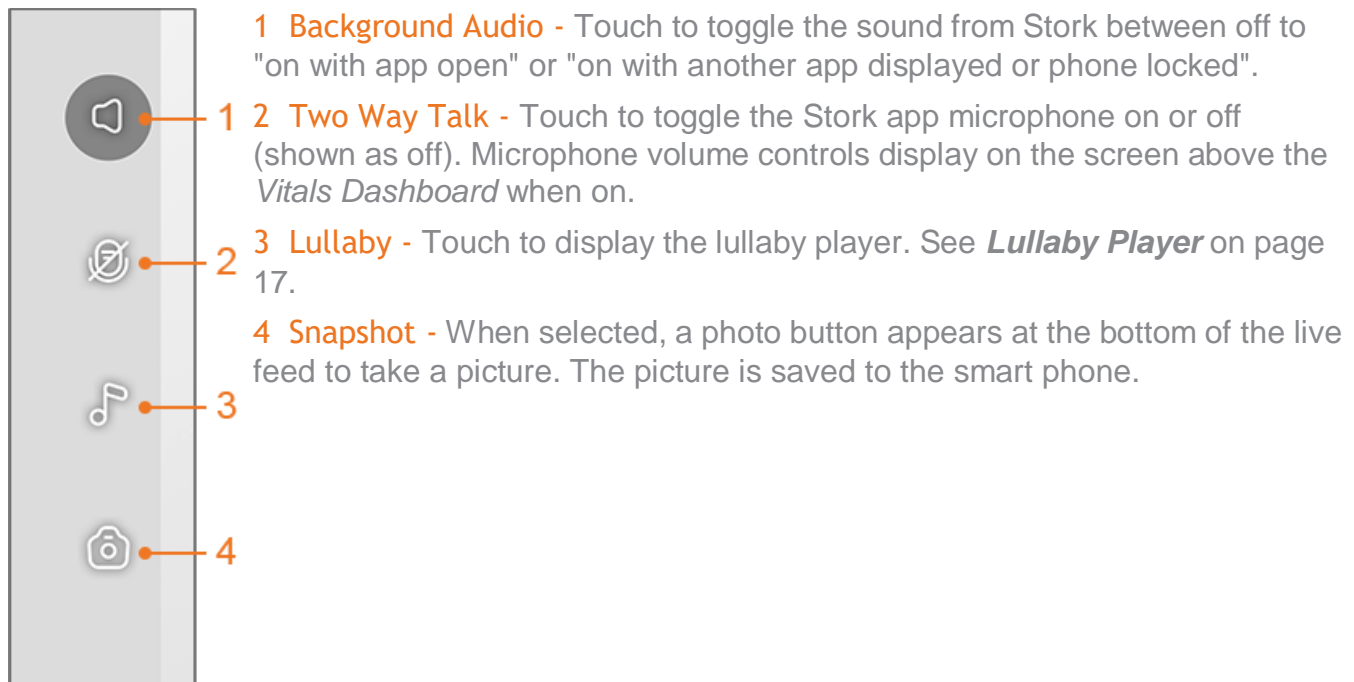 1 Background Audio - Touch to toggle the sound from Stork between off to
"on with app open" or "on with another app displayed or phone locked".
1
2 Two Way Talk - Touch to toggle the Stork app microphone on or off
(shown as off). Microphone volume controls display on the screen above the
Vitals Dashboard when on.
2
3 Lullaby - Touch to display the lullaby player. See Lullaby Player on page
17.
4 Snapshot - When selected, a photo button appears at the bottom of the live
feed to take a picture. The picture is saved to the smart phone.
3
4